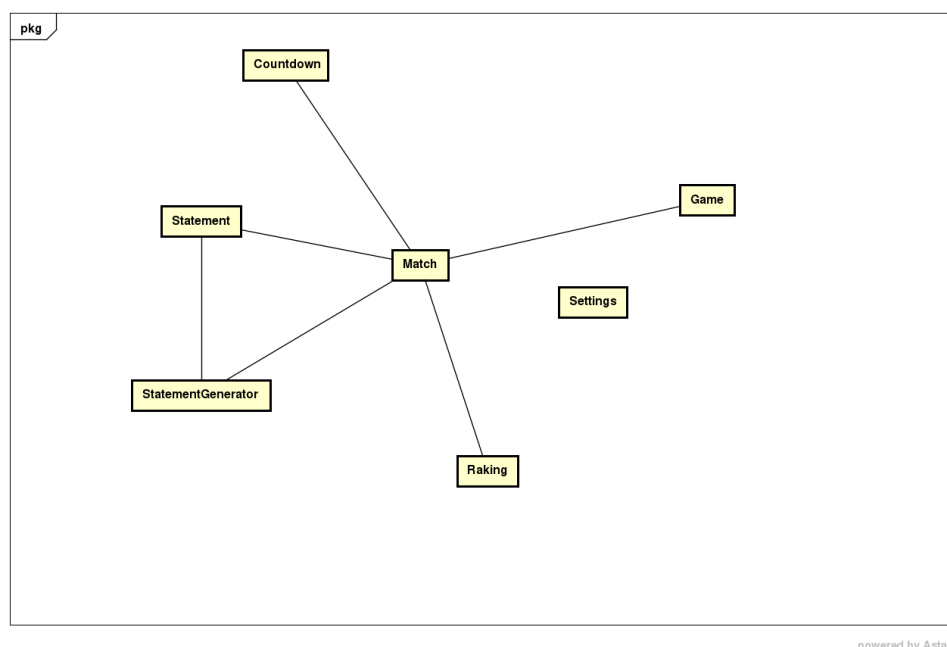 pkg
Countdown
Game
Statement
Match
Settings
StatementGenerator
Raking
powered by Asta